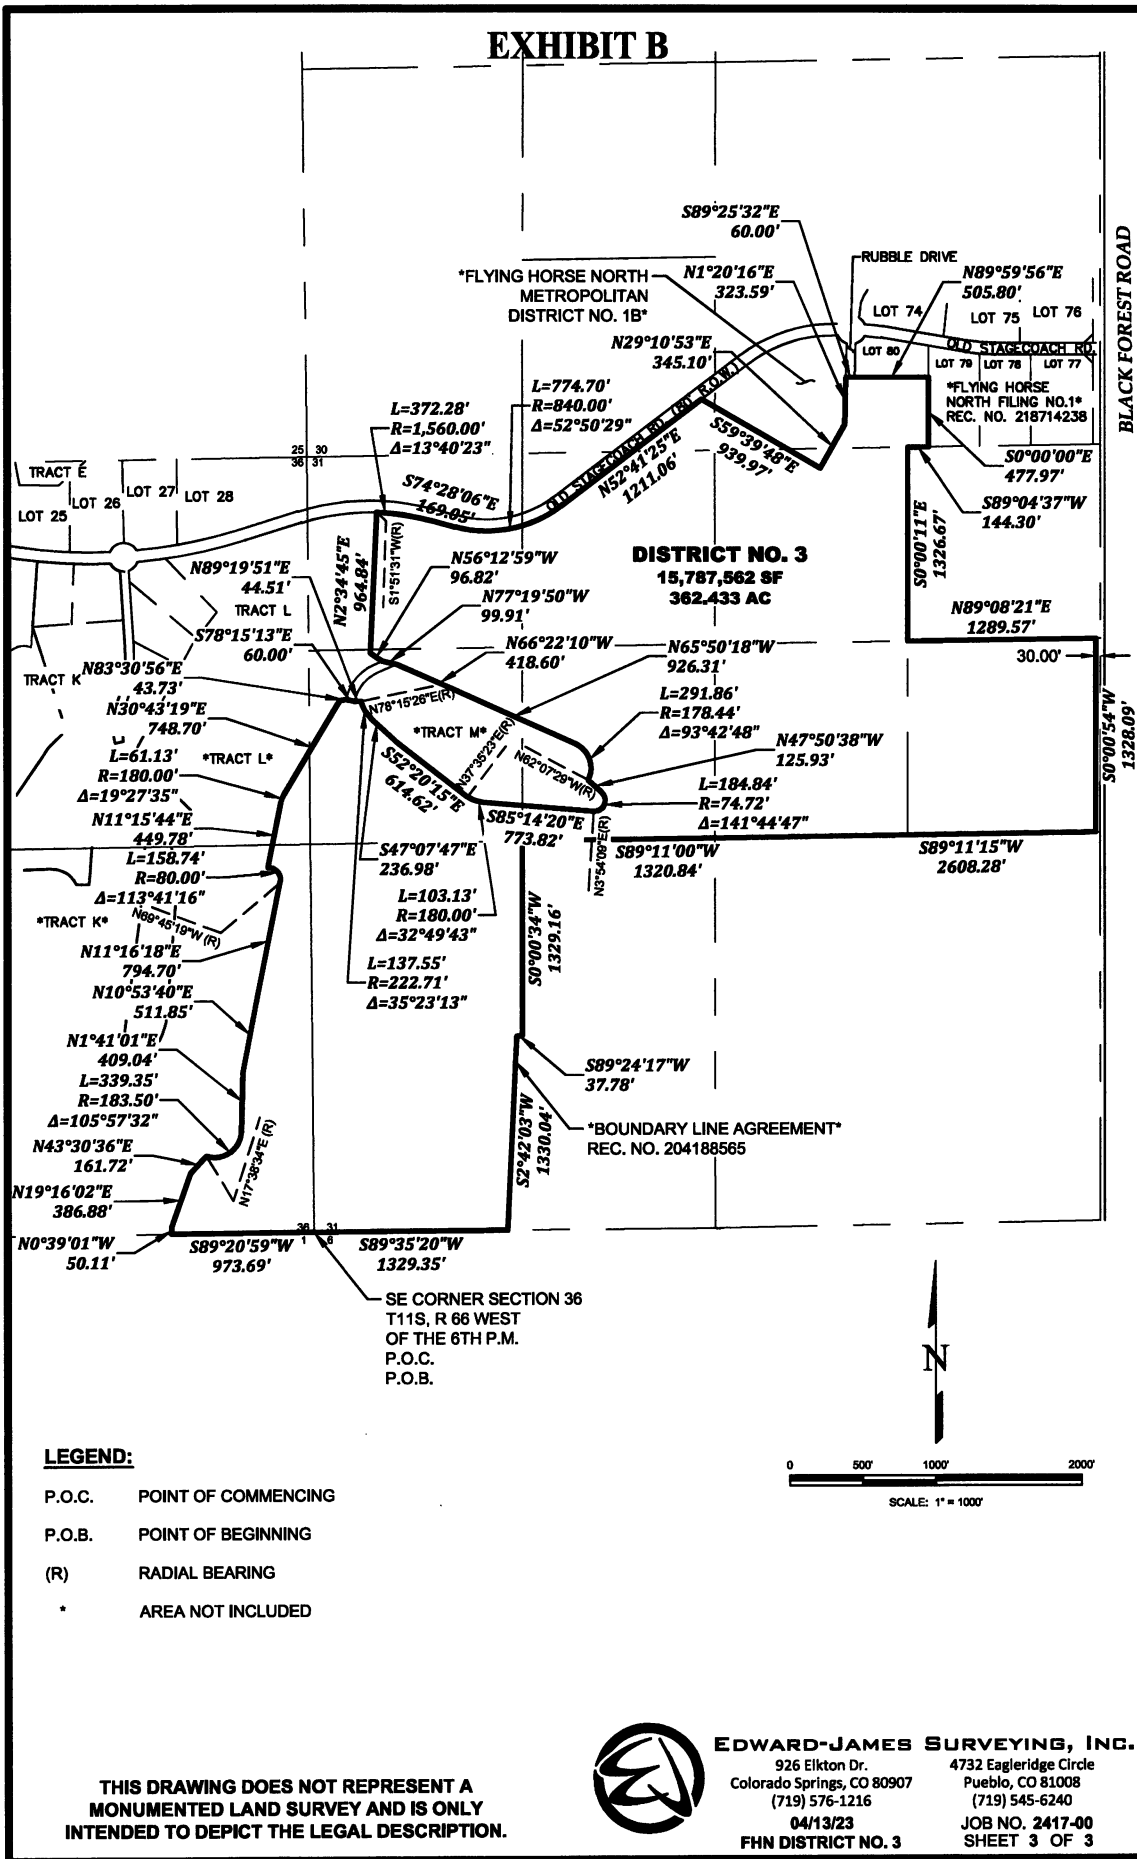 EXHIBIT B
S89°25'32"E
60.00'
RUBBLE DRIVE
*FLYING HORSE NORTH
METROPOLITAN
DISTRICT NO. 1B*
N1°20'16"E
323.59'
N89°59'56"E
505.80'
LOT 74
LOT 75
LOT 76
BLACK FOREST ROAD
N29°10'53"E
345.10'
LOT 80
OLD STAGECOACH RD.
LOT 79
LOT 78
LOT 77
*FLYING HORSE
NORTH FILING NO.1*
REC. NO. 218714238
L=774.70'
R=840.00'
Δ=52°50'29"
L=372.28'
R=1,560.00'
Δ=13°40'23"
OLD STAGECOACH RD. (60' R.O.W.)
N52°41'25"E
1211.06'
S59°39'48"E
939.97'
S0°00'00"E
477.97'
S89°04'37"W
144.30'
25 30
36 31
TRACT E
LOT 25
LOT 26
LOT 27
LOT 28
S74°28'06"E
169.05'
S0°00'11"E
1326.67'
N89°19'51"E
44.51'
N2°34'45"E
964.84'
S1°51'31"W(R)
N56°12'59"W
96.82'
N77°19'50"W
99.91'
DISTRICT NO. 3
15,787,562 SF
362.433 AC
N89°08'21"E
1289.57'
TRACT L
S78°15'13"E
60.00'
N66°22'10"W
418.60'
N65°50'18"W
926.31'
30.00'
TRACT K
N83°30'56"E
43.73'
N78°15'26"E(R)
L=291.86'
R=178.44'
Δ=93°42'48"
N30°43'19"E
748.70'
*TRACT M*
N37°35'23"E(R)
N62°07'29"W(R)
N47°50'38"W
125.93'
S0°00'54"W
1328.09'
L=61.13'
R=180.00'
Δ=19°27'35"
*TRACT L*
S52°20'15"E
614.62'
L=184.84'
R=74.72'
Δ=141°44'47"
N11°15'44"E
449.78'
S85°14'20"E
773.82'
S47°07'47"E
236.98'
N3°54'09"E(R)
S89°11'00"W
1320.84'
S89°11'15"W
2608.28'
L=158.74'
R=80.00'
Δ=113°41'16"
*TRACT K*
N69°45'19"W (R)
L=103.13'
R=180.00'
Δ=32°49'43"
S0°00'34"W
1329.16'
N11°16'18"E
794.70'
L=137.55'
R=222.71'
Δ=35°23'13"
N10°53'40"E
511.85'
N1°41'01"E
409.04'
S89°24'17"W
37.78'
L=339.35'
R=183.50'
Δ=105°57'32"
*BOUNDARY LINE AGREEMENT*
REC. NO. 204188565
S2°42'03"W
1330.04'
N43°30'36"E
161.72'
N17°38'34"E (R)
N19°16'02"E
386.88'
N0°39'01"W
50.11'
36 31
1 6
S89°20'59"W
973.69'
S89°35'20"W
1329.35'
SE CORNER SECTION 36
T11S, R 66 WEST
OF THE 6TH P.M.
P.O.C.
P.O.B.
N
LEGEND:
P.O.C. POINT OF COMMENCING
P.O.B. POINT OF BEGINNING
(R) RADIAL BEARING
* AREA NOT INCLUDED
0 500' 1000' 2000'
SCALE: 1" = 1000'
THIS DRAWING DOES NOT REPRESENT A
MONUMENTED LAND SURVEY AND IS ONLY
INTENDED TO DEPICT THE LEGAL DESCRIPTION.
EDWARD-JAMES SURVEYING, INC.
926 Elkton Dr.
Colorado Springs, CO 80907
(719) 576-1216
4732 Eagleridge Circle
Pueblo, CO 81008
(719) 545-6240
04/13/23
FHN DISTRICT NO. 3
JOB NO. 2417-00
SHEET 3 OF 3